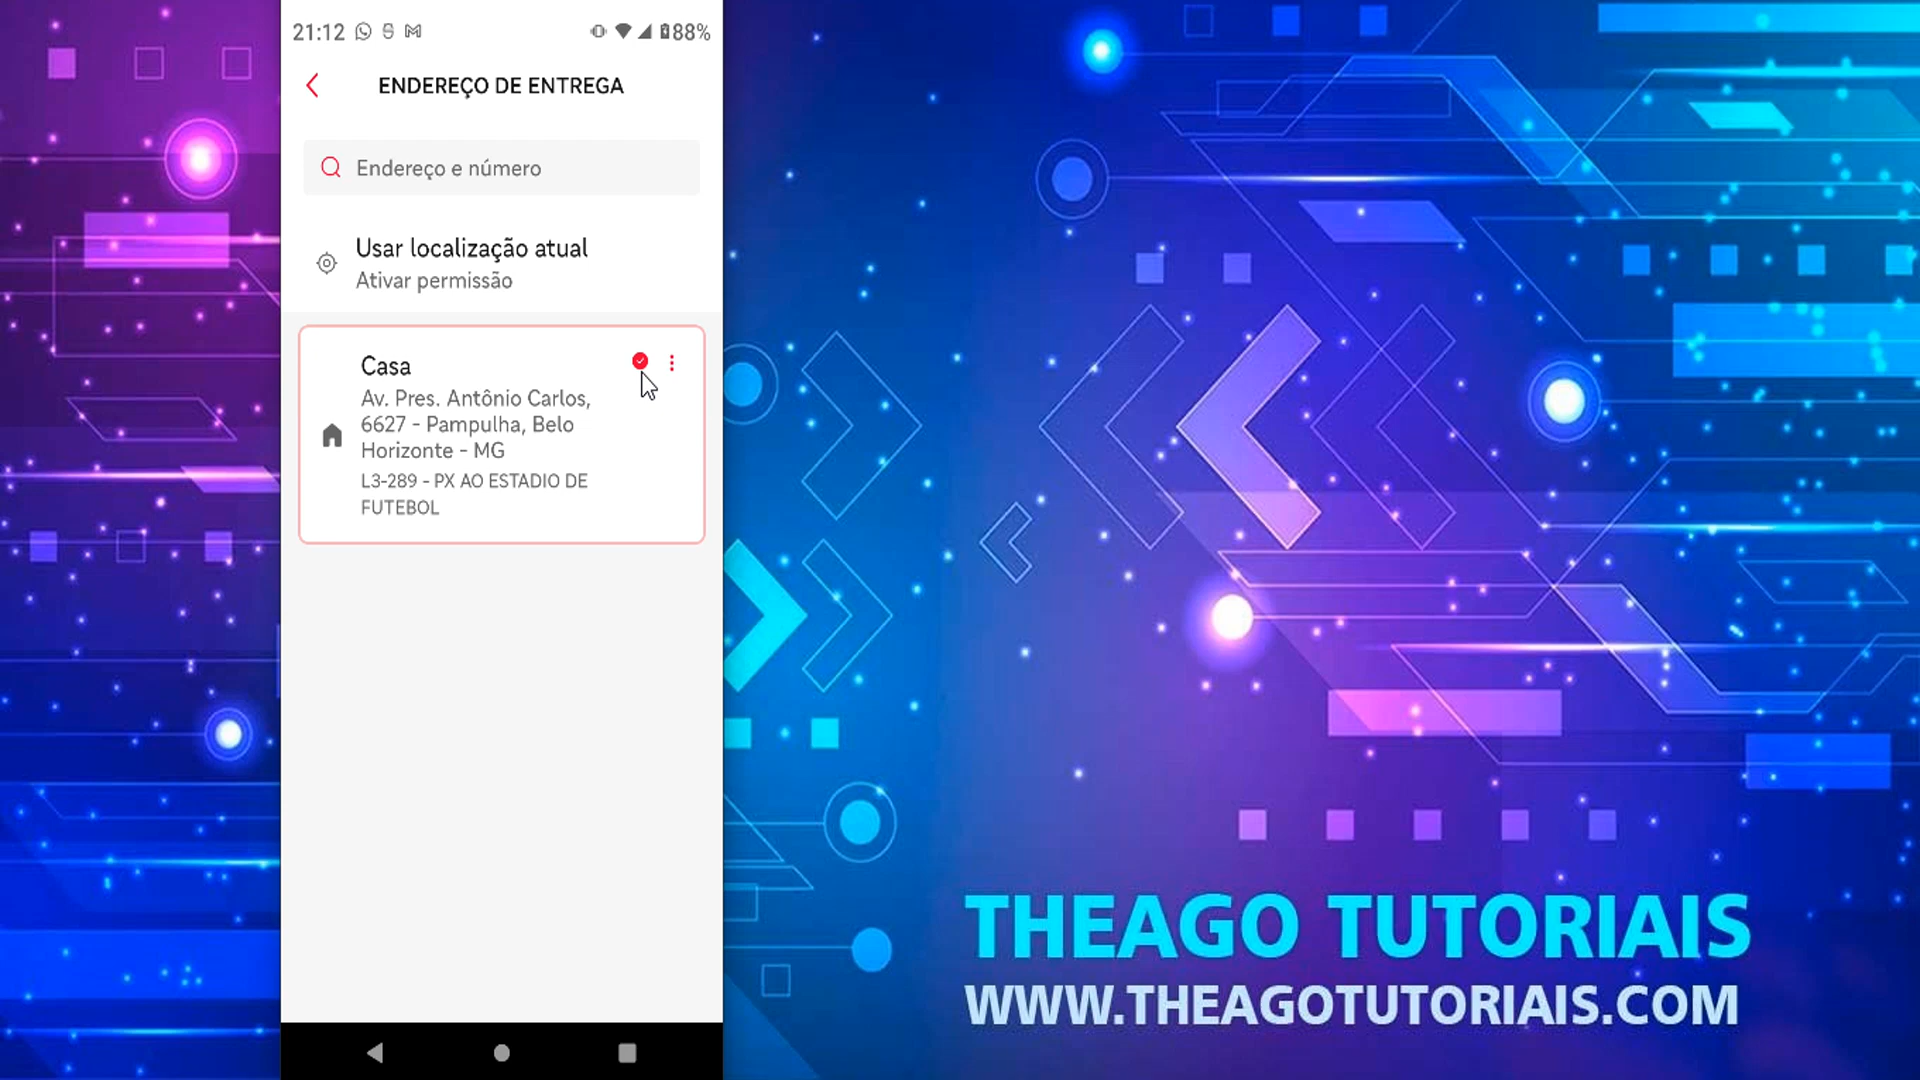 21:12
88%
ENDEREÇO DE ENTREGA
Endereço e número
Usar localização atual
Ativar permissão
Casa
Av. Pres. Antônio Carlos,
6627 - Pampulha, Belo
Horizonte - MG
L3-289 - PX AO ESTADIO DE
FUTEBOL
THEAGO TUTORIAIS
WWW.THEAGOTUTORIAIS.COM